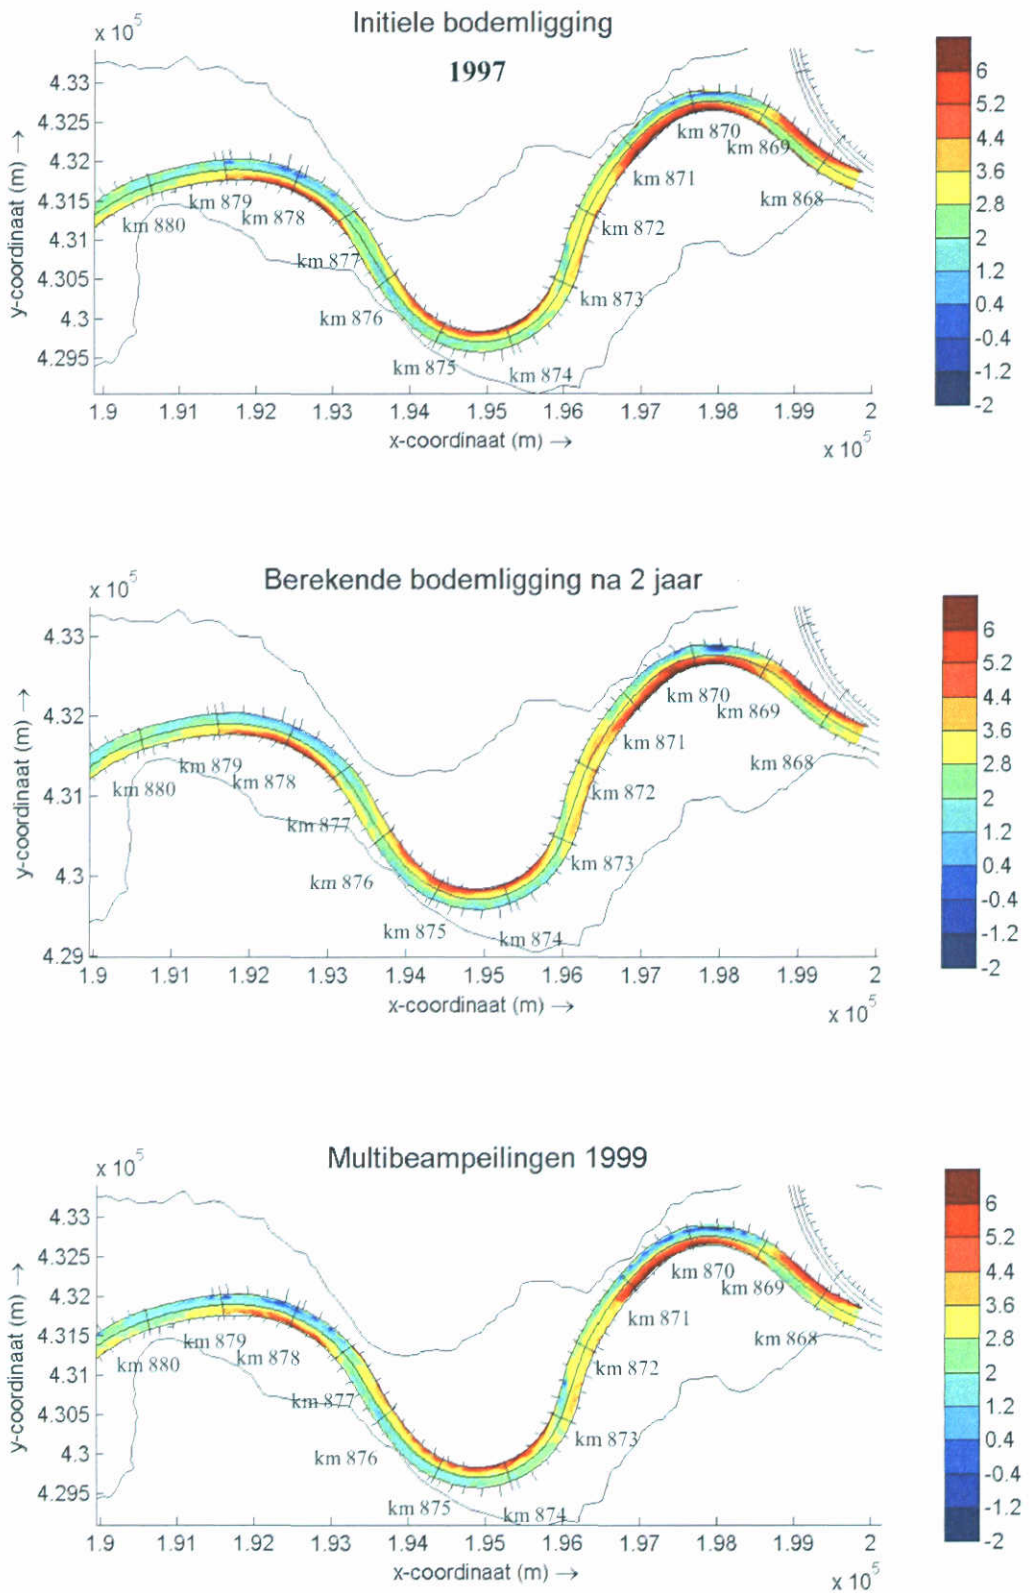 Initiele bodemligging
x 10^5
1997
4.33
4.325
4.32
4.315
4.31
4.305
4.3
4.295
y-coordinaat (m) →
km 880
km 879
km 878
km 877
km 876
km 875
km 874
km 873
km 872
km 871
km 870
km 869
km 868
1.9 1.91 1.92 1.93 1.94 1.95 1.96 1.97 1.98 1.99 2
x-coordinaat (m) →
x 10^5
6
5.2
4.4
3.6
2.8
2
1.2
0.4
-0.4
-1.2
-2
Berekende bodemligging na 2 jaar
x 10^5
4.33
4.32
4.31
4.3
4.29
y-coordinaat (m) →
km 880
km 879
km 878
km 877
km 876
km 875
km 874
km 873
km 872
km 871
km 870
km 869
km 868
1.9 1.91 1.92 1.93 1.94 1.95 1.96 1.97 1.98 1.99 2
x-coordinaat (m) →
x 10^5
6
5.2
4.4
3.6
2.8
2
1.2
0.4
-0.4
-1.2
-2
Multibeampeilingen 1999
x 10^5
4.33
4.325
4.32
4.315
4.31
4.305
4.3
4.295
y-coordinaat (m) →
km 880
km 879
km 878
km 877
km 876
km 875
km 874
km 873
km 872
km 871
km 870
km 869
km 868
1.9 1.91 1.92 1.93 1.94 1.95 1.96 1.97 1.98 1.99 2
x-coordinaat (m) →
x 10^5
6
5.2
4.4
3.6
2.8
2
1.2
0.4
-0.4
-1.2
-2